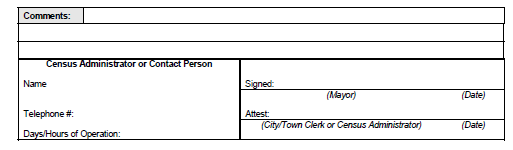 Comments:
Census Administrator or Contact Person
Name
Signed:
(Mayor) (Date)
Telephone #:
Attest:
(City/Town Clerk or Census Administrator) (Date)
Days/Hours of Operation: